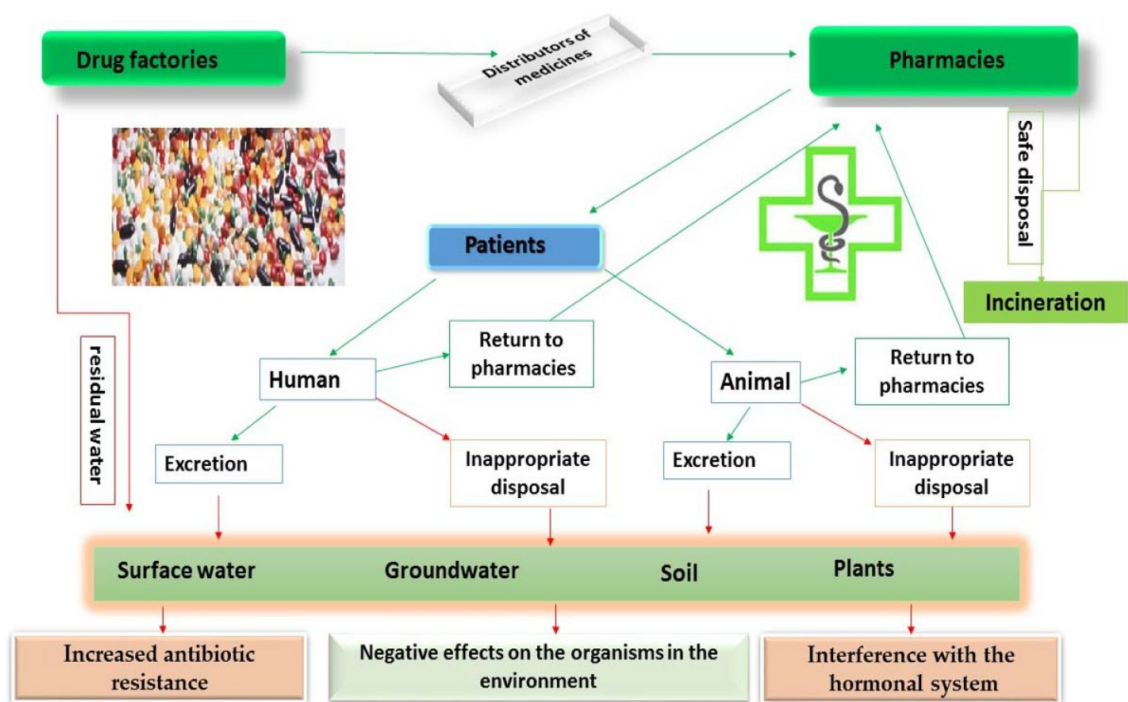 Drug factories
Distributors of
medicines
Pharmacies
Safe disposal
Patients
Incineration
residual water
Human
Return to
pharmacies
Animal
Return to
pharmacies
Excretion
Inappropriate
disposal
Excretion
Inappropriate
disposal
Surface water
Groundwater
Soil
Plants
Increased antibiotic
resistance
Negative effects on the organisms in the
environment
Interference with the
hormonal system